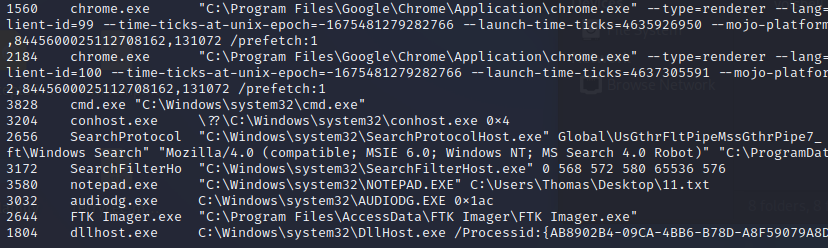 1560 chrome.exe "C:\Program Files\Google\Chrome\Application\chrome.exe" --type=renderer --lang=
lient-id=99 --time-ticks-at-unix-epoch=-1675481279282766 --launch-time-ticks=4635926950 --mojo-platform
,8445600025112708162,131072 /prefetch:1
2184 chrome.exe "C:\Program Files\Google\Chrome\Application\chrome.exe" --type=renderer --lang=
lient-id=100 --time-ticks-at-unix-epoch=-1675481279282766 --launch-time-ticks=4637305591 --mojo-platfor
2,8445600025112708162,131072 /prefetch:1
3828 cmd.exe "C:\Windows\system32\cmd.exe"
3204 conhost.exe \??\C:\Windows\system32\conhost.exe 0×4
2656 SearchProtocol "C:\Windows\system32\SearchProtocolHost.exe" Global\UsGthrFltPipeMssGthrPipe7_
ft\Windows Search" "Mozilla/4.0 (compatible; MSIE 6.0; Windows NT; MS Search 4.0 Robot)" "C:\ProgramDat
3172 SearchFilterHo "C:\Windows\system32\SearchFilterHost.exe" 0 568 572 580 65536 576
3580 notepad.exe "C:\Windows\system32\NOTEPAD.EXE" C:\Users\Thomas\Desktop\11.txt
3032 audiodg.exe C:\Windows\system32\AUDIODG.EXE 0×1ac
2644 FTK Imager.exe "C:\Program Files\AccessData\FTK Imager\FTK Imager.exe"
1804 dllhost.exe C:\Windows\system32\DllHost.exe /Processid:{AB8902B4-09CA-4BB6-B78D-A8F59079A8D
Browse Network